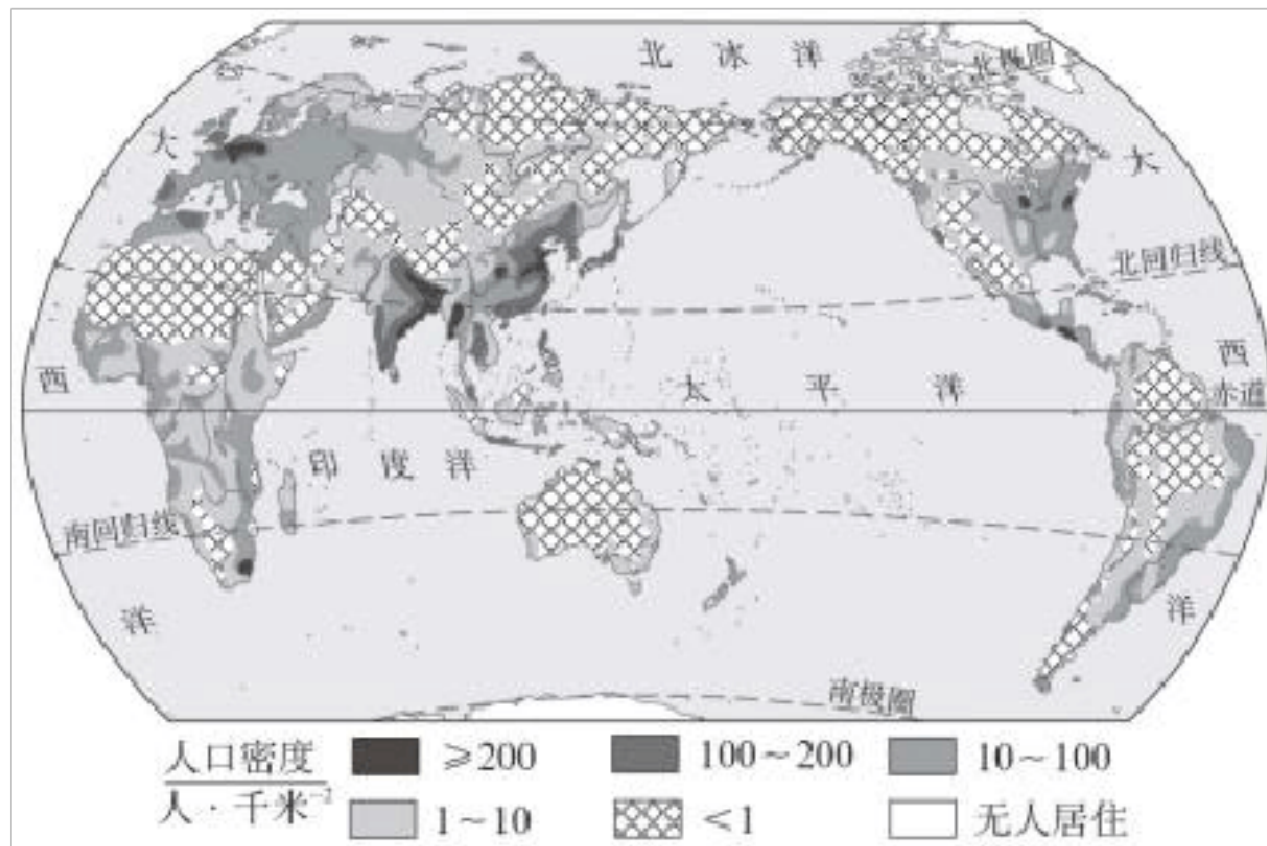 北冰洋
北极圈
大
大
北回归线
西
太平洋
西
赤道
印度洋
南回归线
洋
洋
南极圈
人口密度
人·千米⁻²
≥200
100~200
10~100
1~10
<1
无人居住